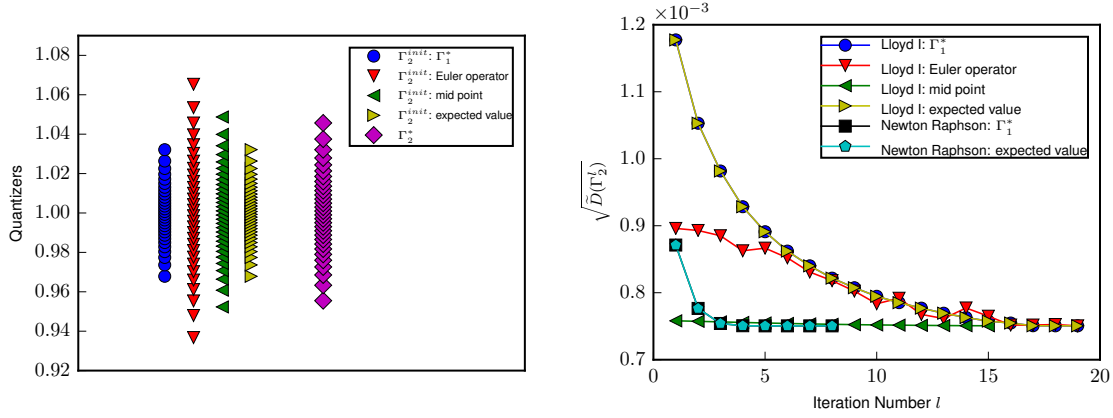 1.08
1.06
1.04
1.02
1.00
0.98
0.96
0.94
0.92
Quantizers
Γ₂^{init}: Γ₁^*
Γ₂^{init}: Euler operator
Γ₂^{init}: mid point
Γ₂^{init}: expected value
Γ₂^*
×10⁻³
1.2
1.1
1.0
0.9
0.8
0.7
√D̃(Γ₂^l)
Lloyd I: Γ₁^*
Lloyd I: Euler operator
Lloyd I: mid point
Lloyd I: expected value
Newton Raphson: Γ₁^*
Newton Raphson: expected value
0 5 10 15 20
Iteration Number l